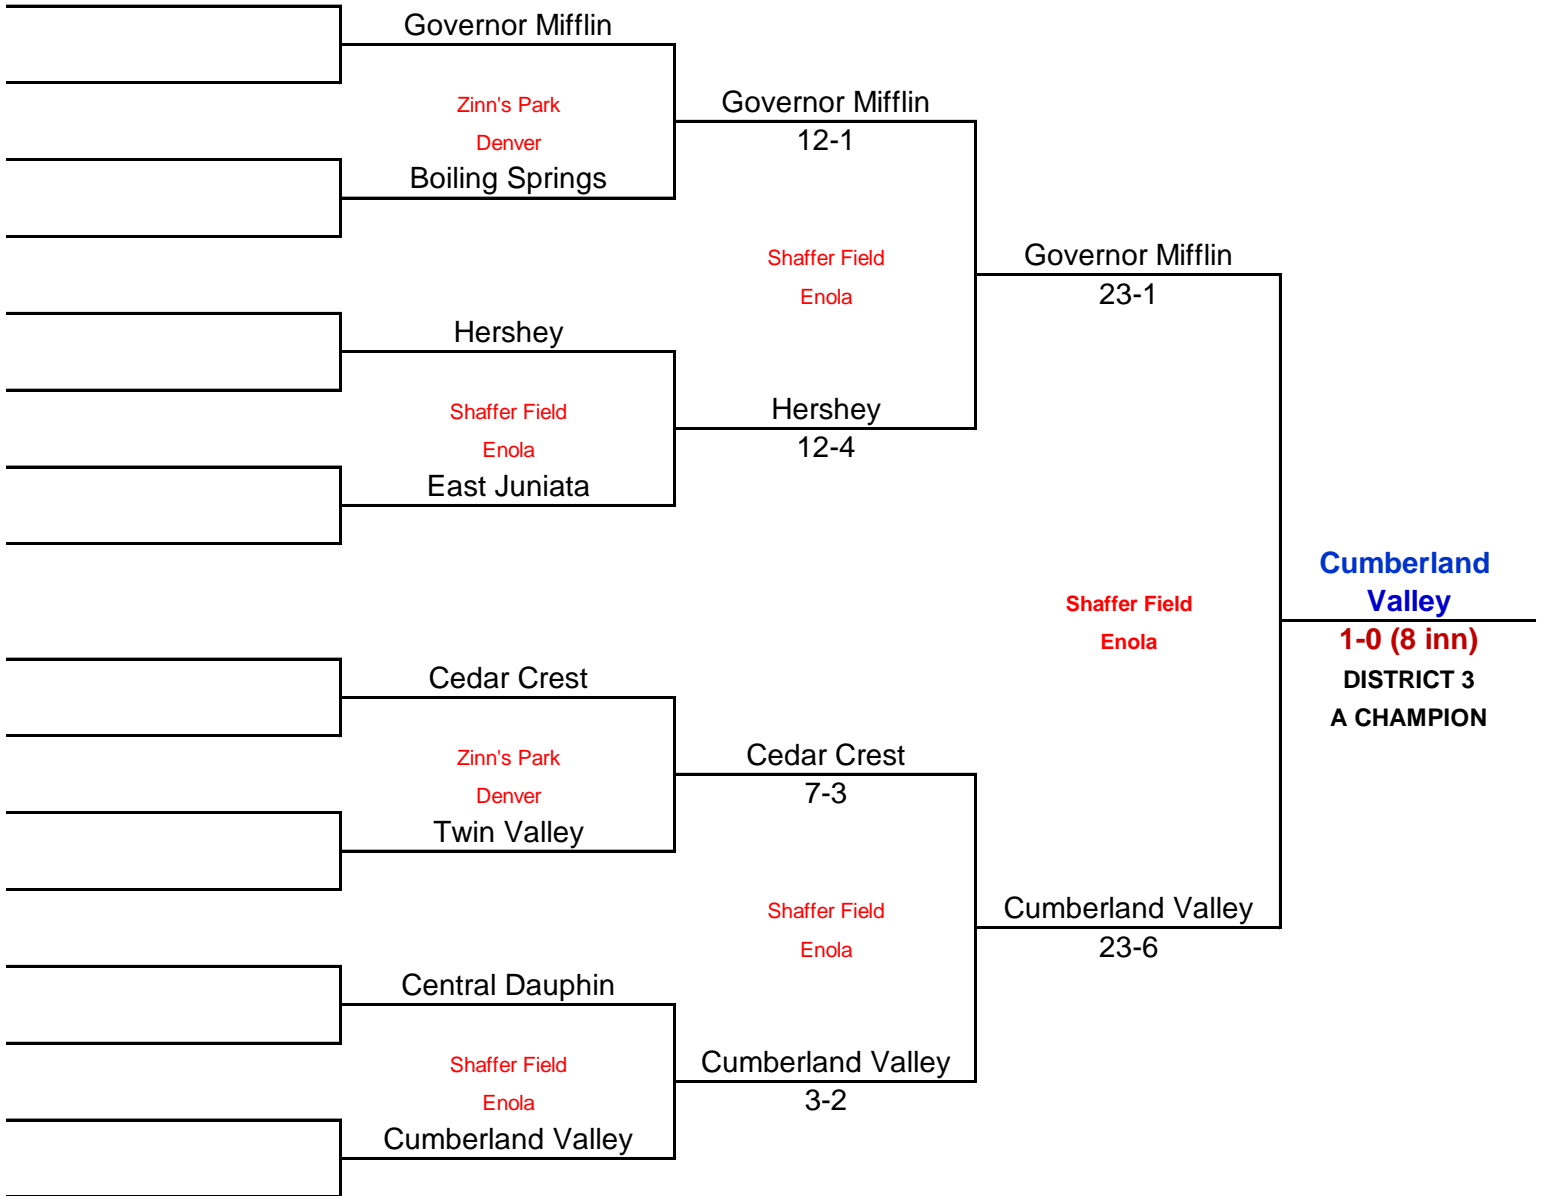 Governor Mifflin
Zinn's Park
Denver
Boiling Springs
Governor Mifflin
12-1
Shaffer Field
Enola
Governor Mifflin
23-1
Hershey
Shaffer Field
Enola
East Juniata
Hershey
12-4
Shaffer Field
Enola
Cumberland
Valley
1-0 (8 inn)
DISTRICT 3
A CHAMPION
Cedar Crest
Zinn's Park
Denver
Twin Valley
Cedar Crest
7-3
Shaffer Field
Enola
Cumberland Valley
23-6
Central Dauphin
Shaffer Field
Enola
Cumberland Valley
Cumberland Valley
3-2